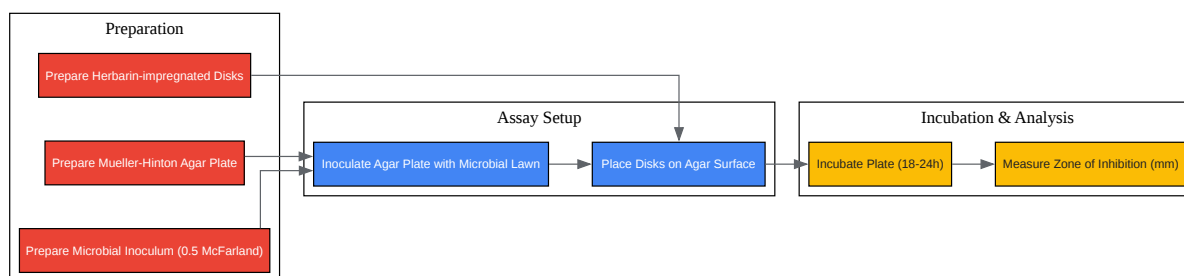 Preparation
Prepare Herbarin-impregnated Disks
Prepare Mueller-Hinton Agar Plate
Prepare Microbial Inoculum (0.5 McFarland)
Assay Setup
Inoculate Agar Plate with Microbial Lawn
Place Disks on Agar Surface
Incubation & Analysis
Incubate Plate (18-24h)
Measure Zone of Inhibition (mm)